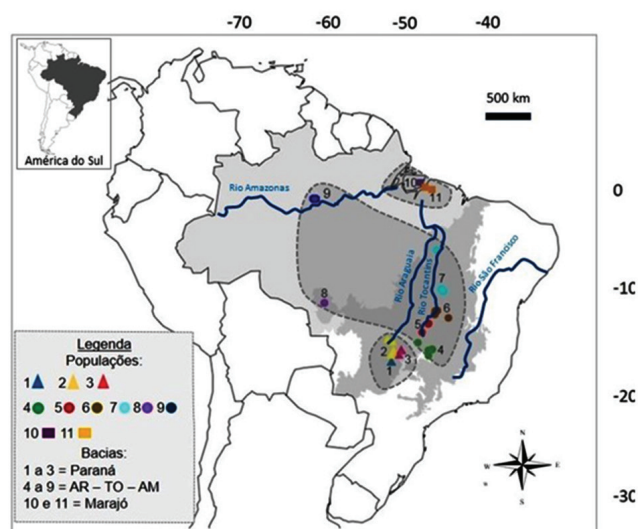 -70 -60 -50 -40
500 km
América do Sul
0
-10
-20
-30
Rio Amazonas
9
10
11
Rio Araguaia
Rio Tocantins
Rio São Francisco
8
7
6
5
4
2
3
1
Legenda
Populações:
1 2 3
4 5 6 7 8 9
10 11
Bacias:
1 a 3 = Paraná
4 a 9 = AR – TO – AM
10 e 11 = Marajó
N
W E
S